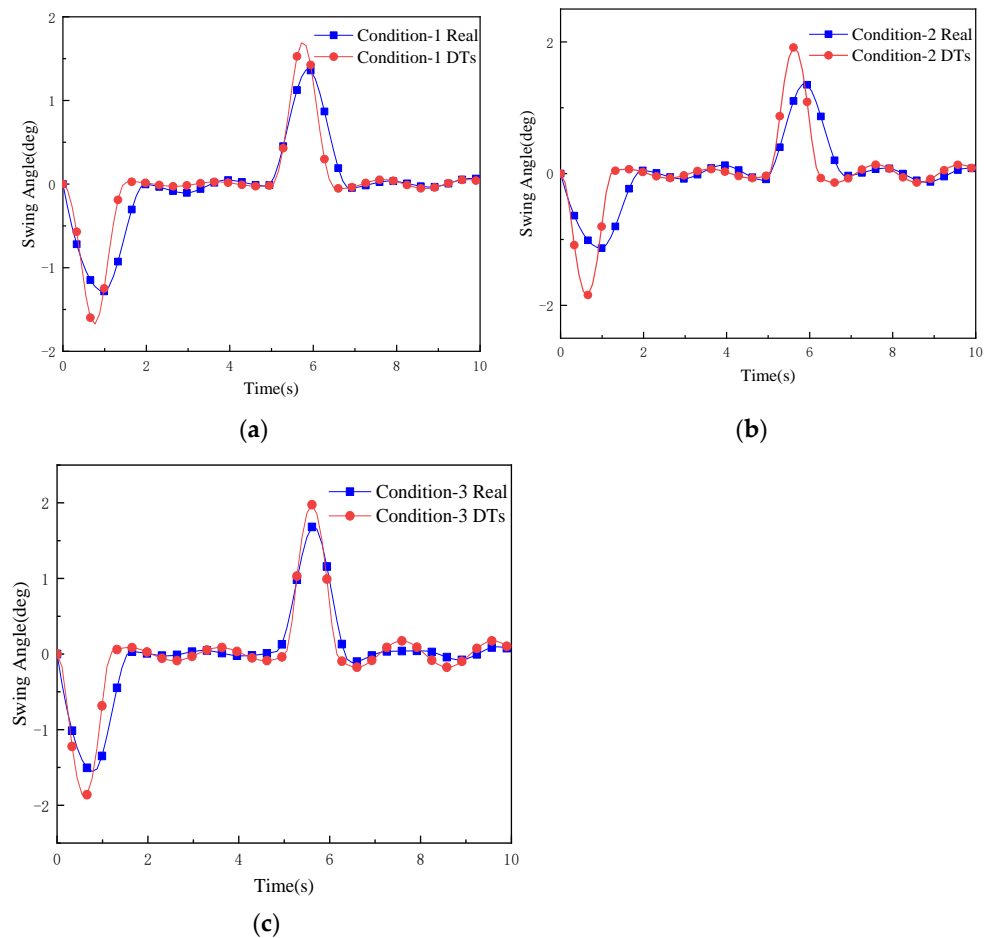 2
1
0
-1
-2
Swing Angle(deg)
Condition-1 Real
Condition-1 DTs
0 2 4 6 8 10
Time(s)
(a)
2
0
-2
Swing Angle(deg)
Condition-2 Real
Condition-2 DTs
0 2 4 6 8 10
Time(s)
(b)
2
1
0
-1
-2
Swing Angle(deg)
Condition-3 Real
Condition-3 DTs
0 2 4 6 8 10
Time(s)
(c)